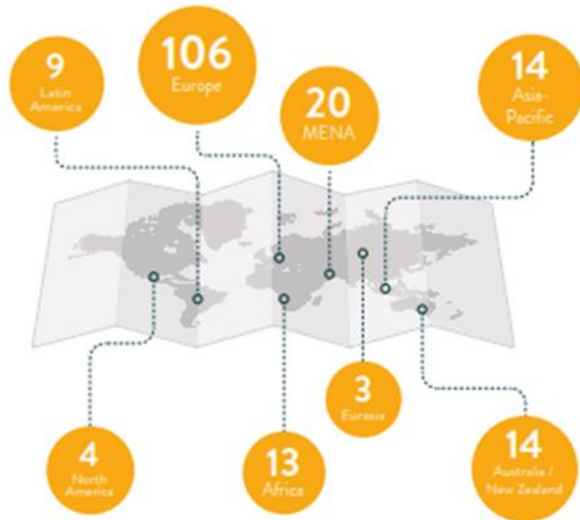 9
Latin
America
106
Europe
20
MENA
14
Asia-
Pacific
4
North
America
13
Africa
3
Eurasia
14
Australia /
New Zealand